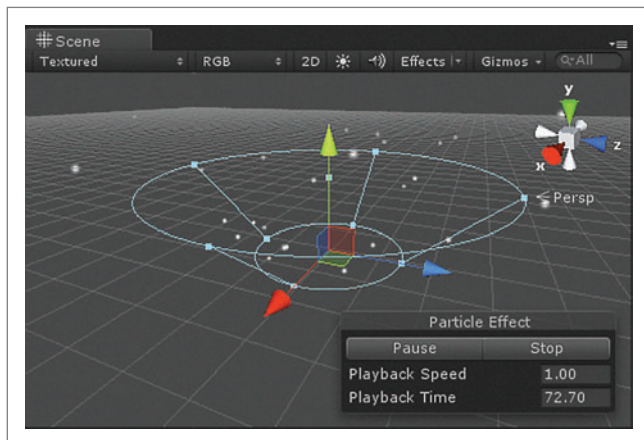 Scene
Textured RGB 2D Effects Gizmos All
y
z
x
Persp
Particle Effect
Pause Stop
Playback Speed 1.00
Playback Time 72.70